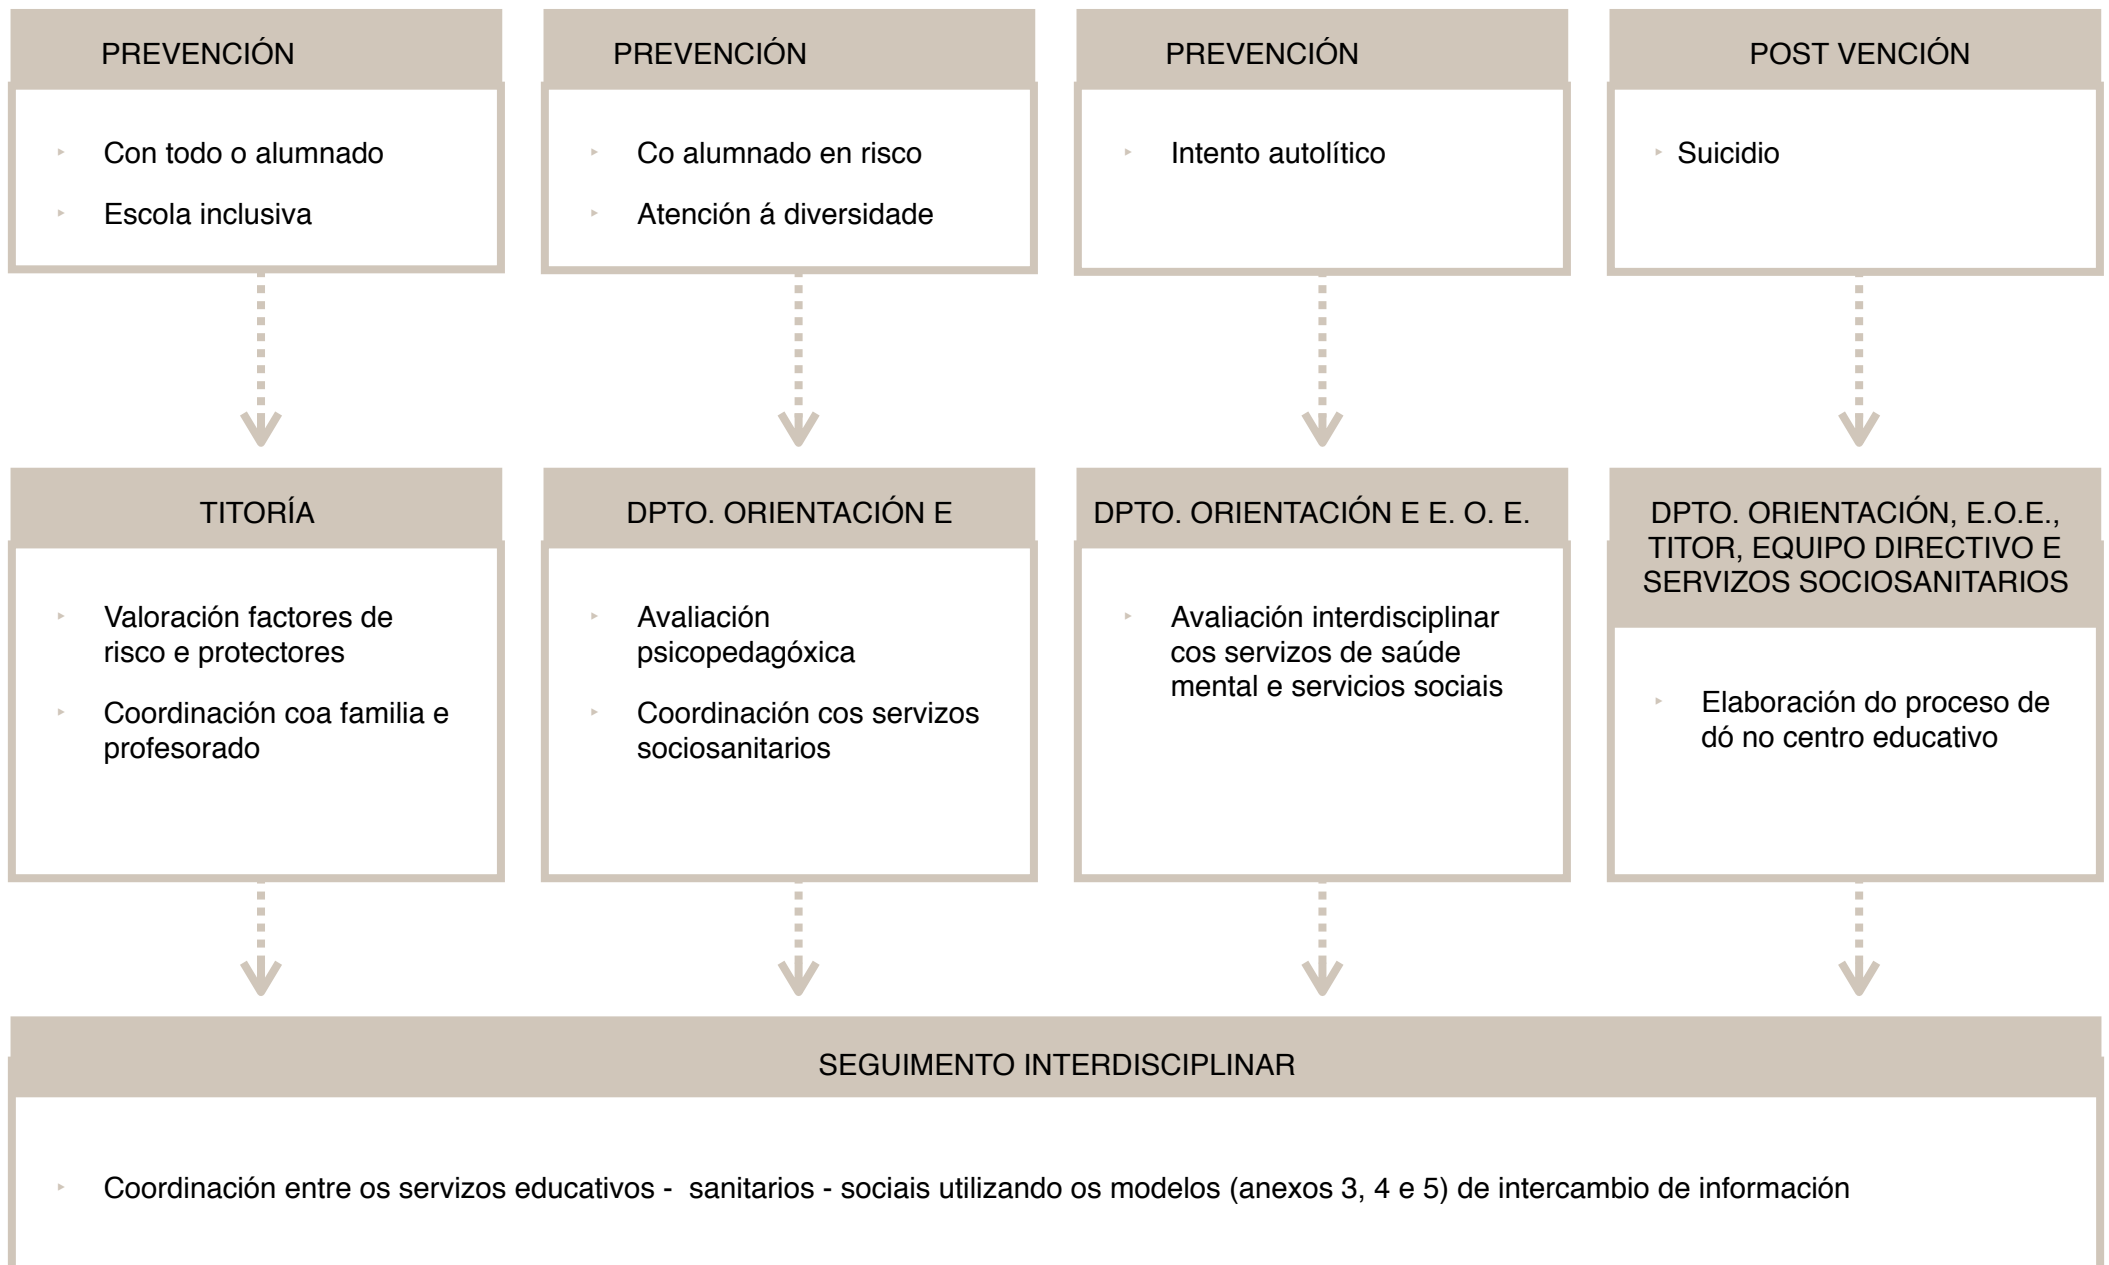 PREVENCIÓN
Con todo o alumnado
Escola inclusiva
PREVENCIÓN
Co alumnado en risco
Atención á diversidade
PREVENCIÓN
Intento autolítico
POST VENCIÓN
Suicidio
TITORÍA
Valoración factores de
risco e protectores
Coordinación coa familia e
profesorado
DPTO. ORIENTACIÓN E
Avaliación
psicopedagóxica
Coordinación cos servizos
sociosanitarios
DPTO. ORIENTACIÓN E E. O. E.
Avaliación interdisciplinar
cos servizos de saúde
mental e servicios sociais
DPTO. ORIENTACIÓN, E.O.E.,
TITOR, EQUIPO DIRECTIVO E
SERVIZOS SOCIOSANITARIOS
Elaboración do proceso de
dó no centro educativo
SEGUIMENTO INTERDISCIPLINAR
Coordinación entre os servizos educativos -  sanitarios - sociais utilizando os modelos (anexos 3, 4 e 5) de intercambio de información